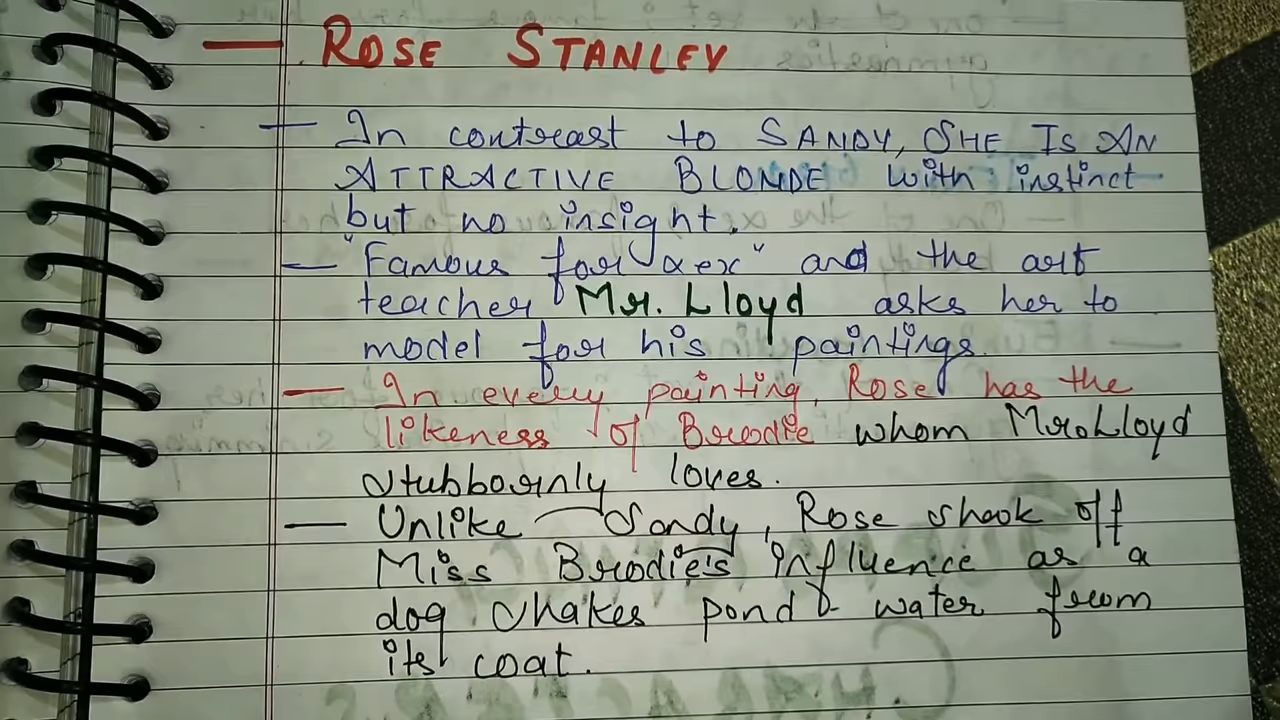 — ROSE STANLEY
— In contrast to SANDY, SHE IS AN
ATTRACTIVE BLONDE with instinct
but no insight.
— "Famous for sex" and the art
teacher Mr. Lloyd asks her to
model for his paintings.
— In every painting, Rose has the
likeness of Brodie whom Mr. Lloyd
stubbornly loves.
— Unlike Sandy, Rose shook off
Miss Brodie's influence as a
dog shakes pond water from
its coat.